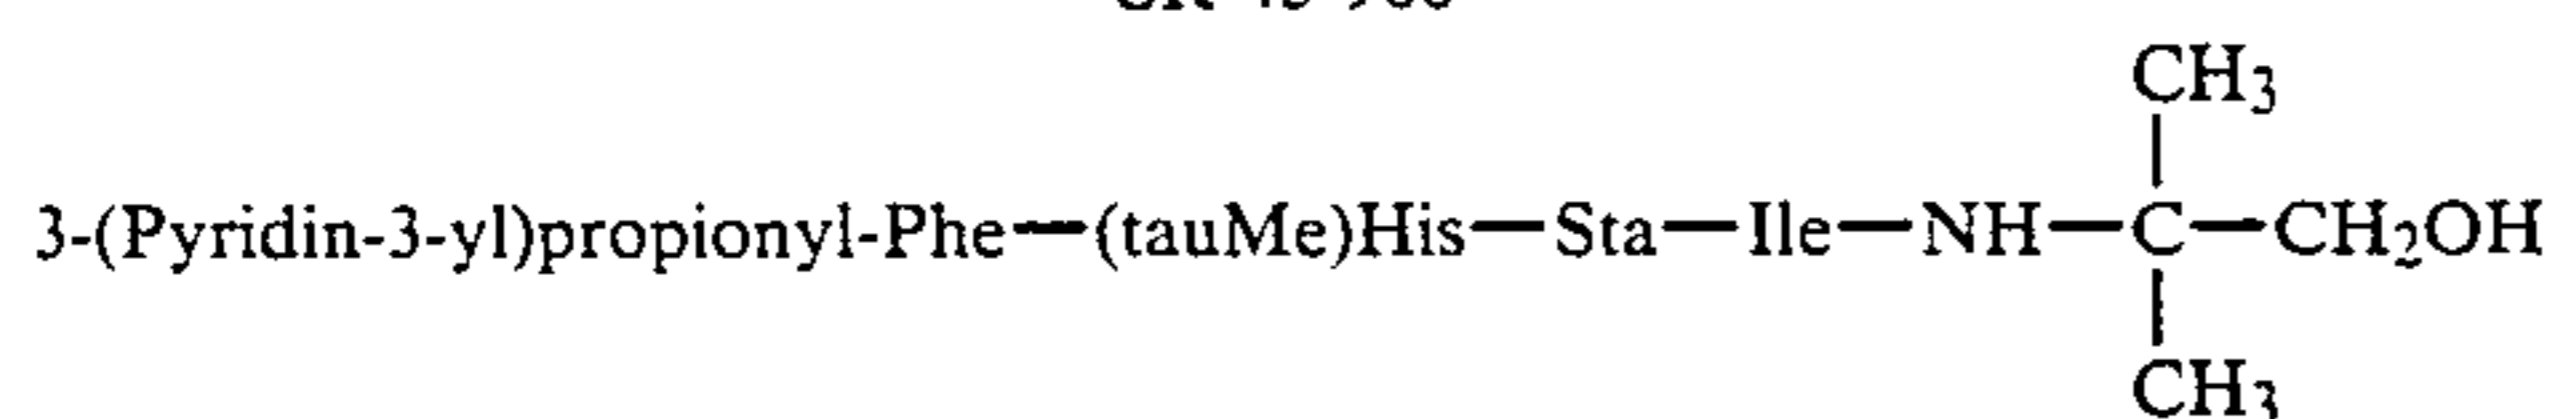 CH3
3-(Pyridin-3-yl)propionyl-Phe—(tauMe)His—Sta—Ile—NH—C—CH2OH
CH3